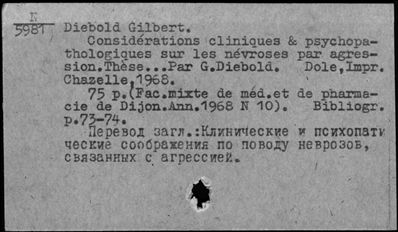 N
5981
Diebold Gilbert.
Considérations cliniques & psychopa-
thologiques sur les névroses par agres-
sion.Thèse...Par G.Diebold. Dole,Impr.
Chazelle,1968.
75 p.(Fac.mixte de méd.et de pharma-
cie de Dijon.Ann.1968 N 10). Bibliogr.
p.73-74.
Перевод загл.:Клинические и психопати
ческие соображения по поводу неврозов,
связанных с агрессией.